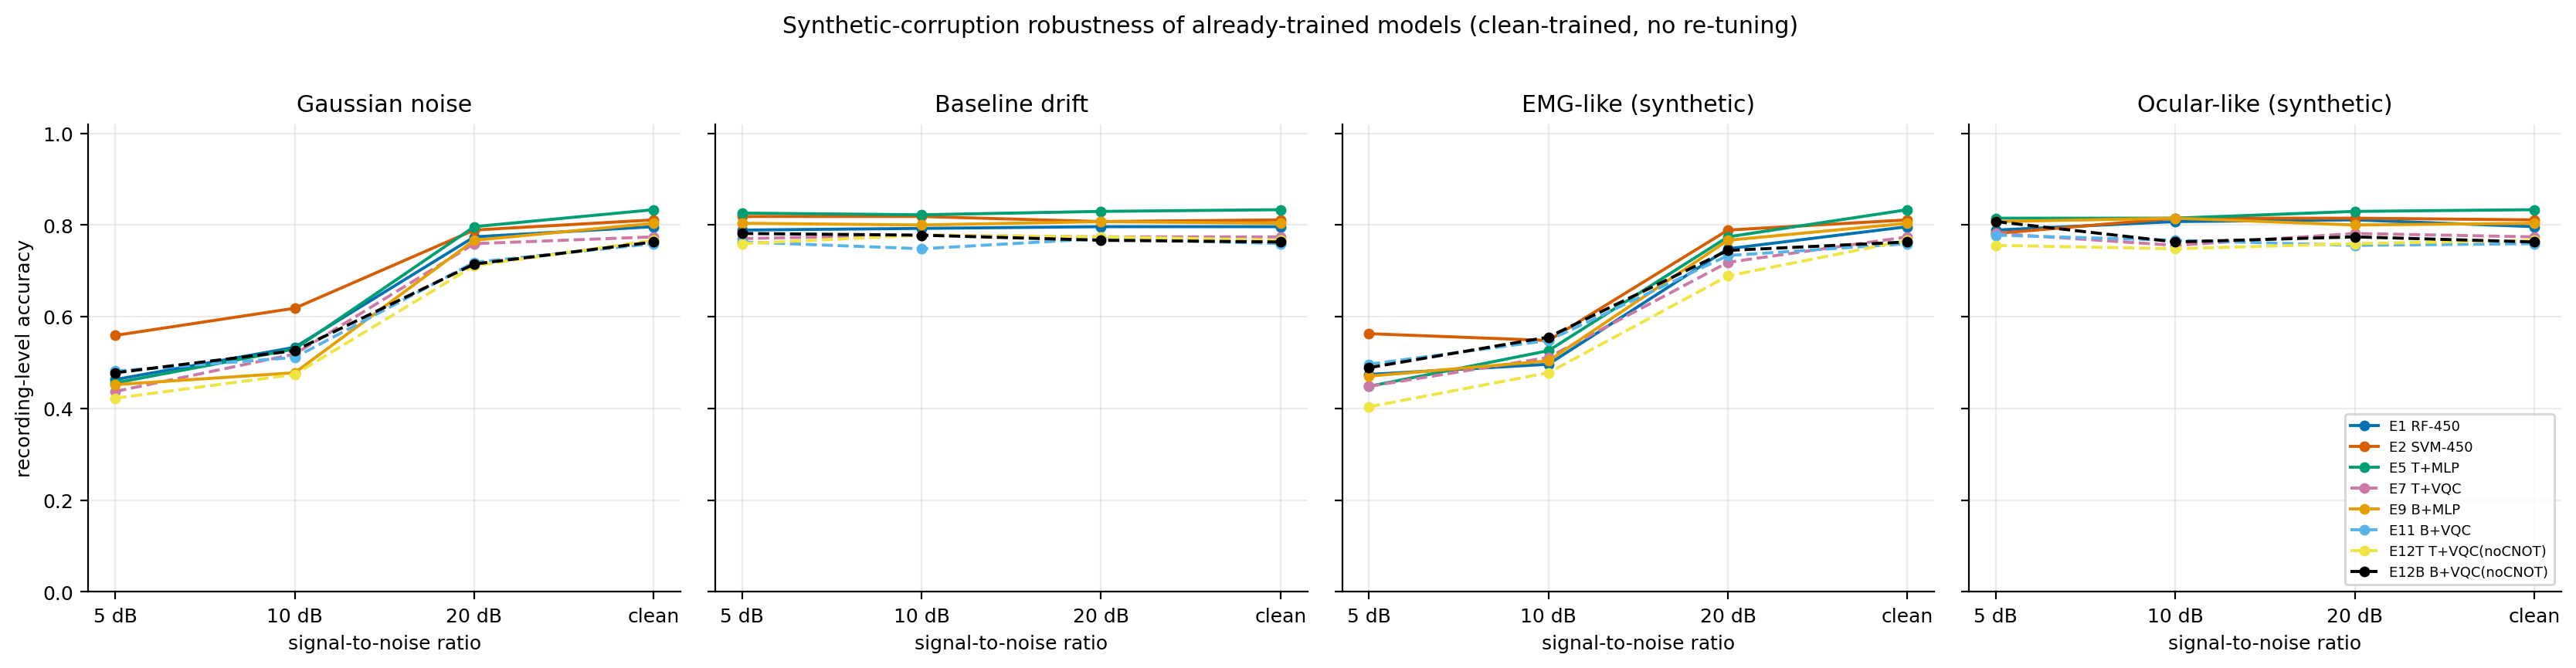 Synthetic-corruption robustness of already-trained models (clean-trained, no re-tuning)
Gaussian noise
Baseline drift
EMG-like (synthetic)
Ocular-like (synthetic)
recording-level accuracy
1.0
0.8
0.6
0.4
0.2
0.0
5 dB
10 dB
20 dB
clean
signal-to-noise ratio
5 dB
10 dB
20 dB
clean
signal-to-noise ratio
5 dB
10 dB
20 dB
clean
signal-to-noise ratio
E1 RF-450
E2 SVM-450
E5 T+MLP
E7 T+VQC
E9 B+MLP
E11 B+VQC
E12T T+VQC(noCNOT)
E12B B+VQC(noCNOT)
5 dB
10 dB
20 dB
clean
signal-to-noise ratio